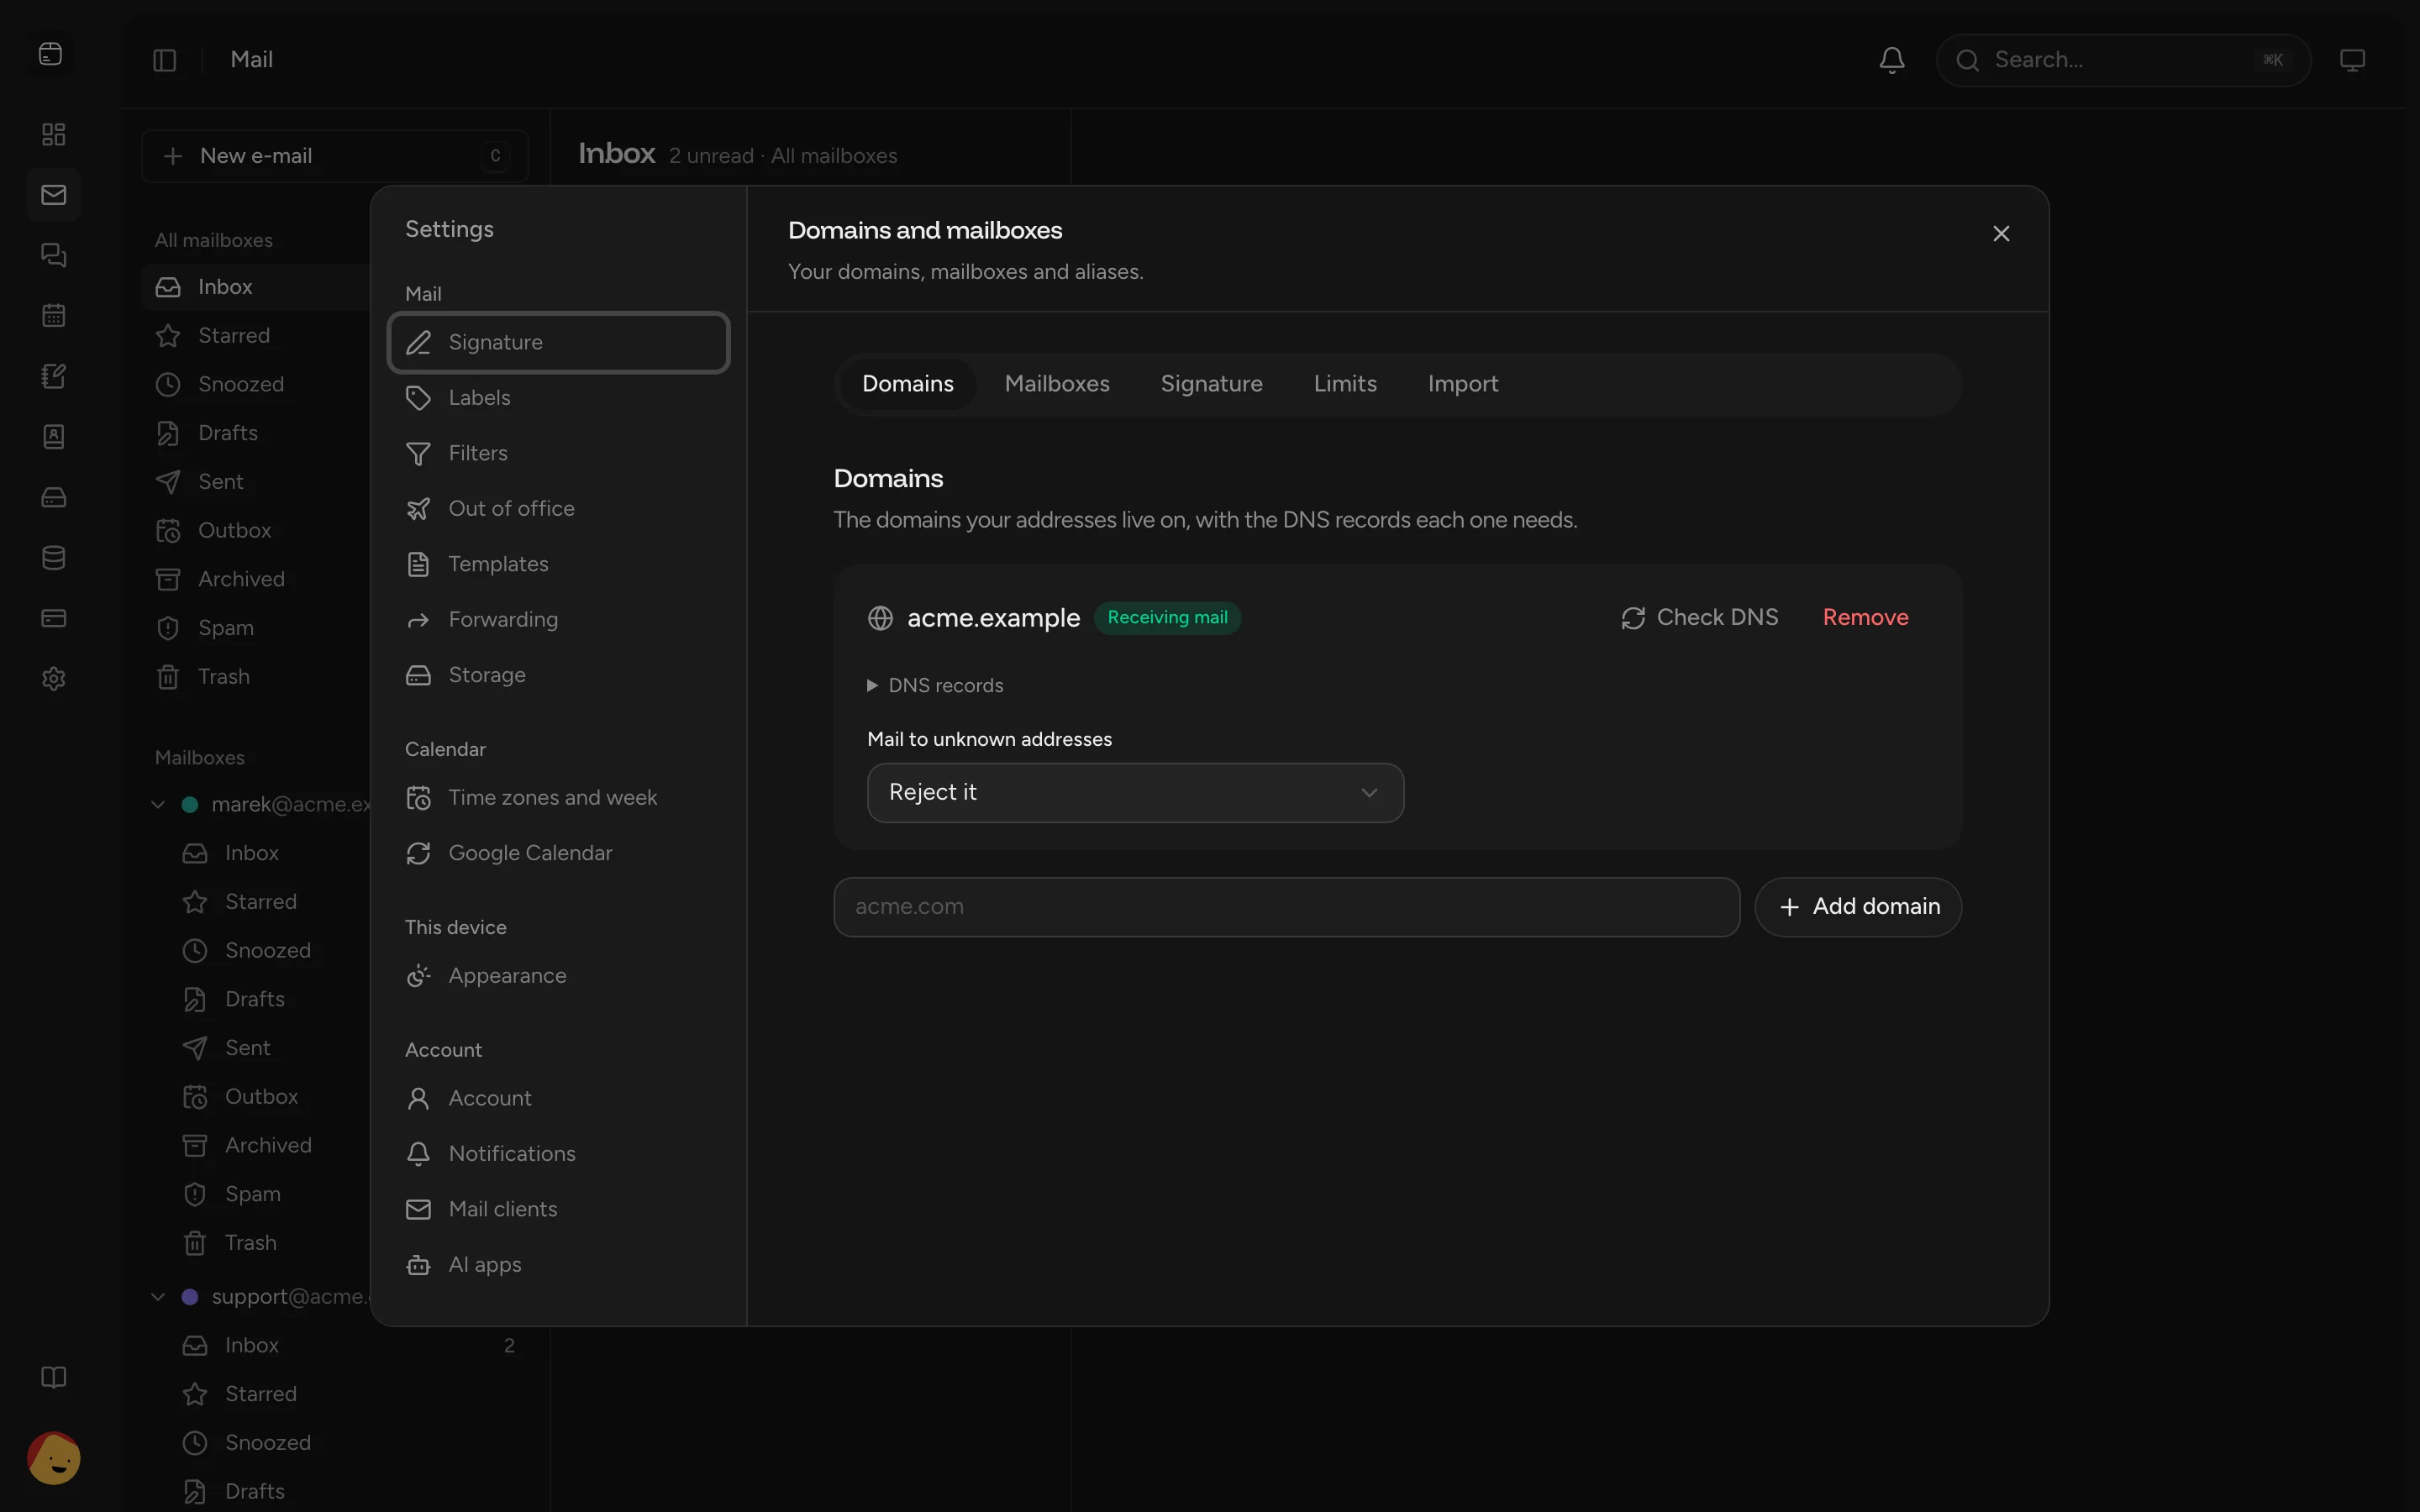 Mail
Search...
⌘K
New e-mail
C
Inbox
2 unread · All mailboxes
All mailboxes
Inbox
Starred
Snoozed
Drafts
Sent
Outbox
Archived
Spam
Trash
Mailboxes
marek@acme.ex
Inbox
Starred
Snoozed
Drafts
Sent
Outbox
Archived
Spam
Trash
support@acme.
Inbox
2
Starred
Snoozed
Drafts
Settings
Mail
Signature
Labels
Filters
Out of office
Templates
Forwarding
Storage
Calendar
Time zones and week
Google Calendar
This device
Appearance
Account
Account
Notifications
Mail clients
AI apps
Domains and mailboxes
Your domains, mailboxes and aliases.
Domains
Mailboxes
Signature
Limits
Import
Domains
The domains your addresses live on, with the DNS records each one needs.
acme.example
Receiving mail
Check DNS
Remove
DNS records
Mail to unknown addresses
Reject it
acme.com
Add domain